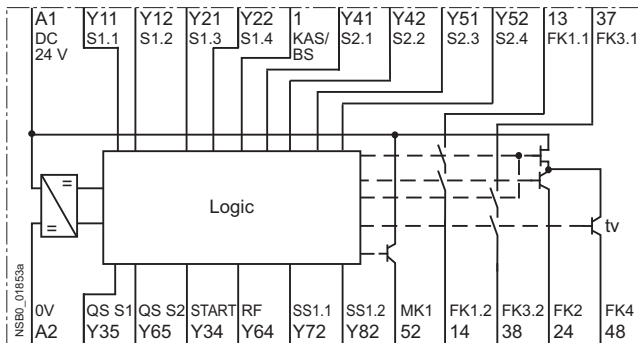 A1 Y11 Y12 Y21 Y22 1 Y41 Y42 Y51 Y52 13 37
DC S1.1 S1.2 S1.3 S1.4 KAS/ S2.1 S2.2 S2.3 S2.4 FK1.1 FK3.1
24 V BS
=
=
Logic
tv
NSB0_01853a
0V QS S1 QS S2 START RF SS1.1 SS1.2 MK1 FK1.2 FK3.2 FK2 FK4
A2 Y35 Y65 Y34 Y64 Y72 Y82 52 14 38 24 48